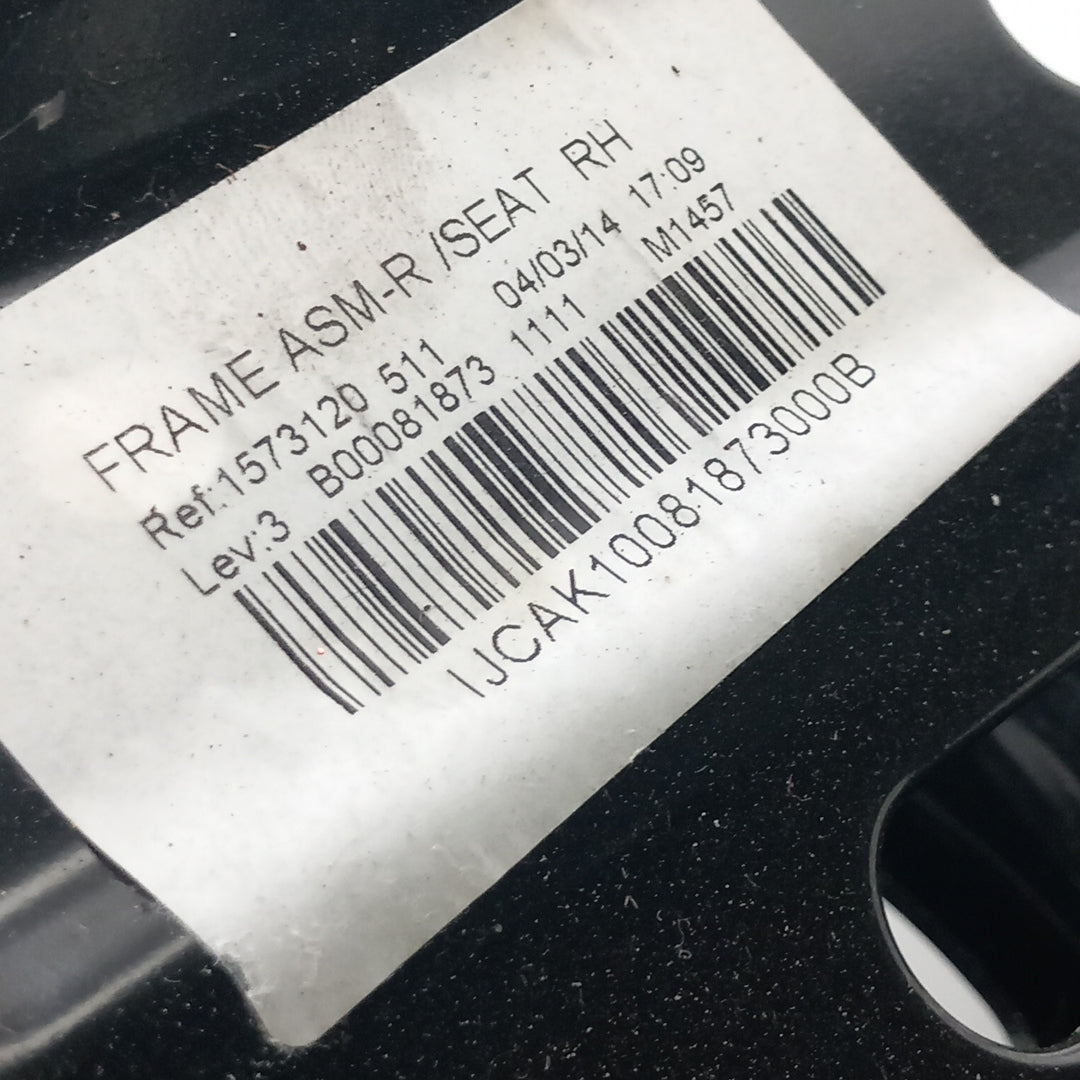 FRAME ASM-R /SEAT RH
Ref:1573120 511 04/03/14 17:09
Lev:3 B00081873 1111 M1457
IJCAK10081873000B